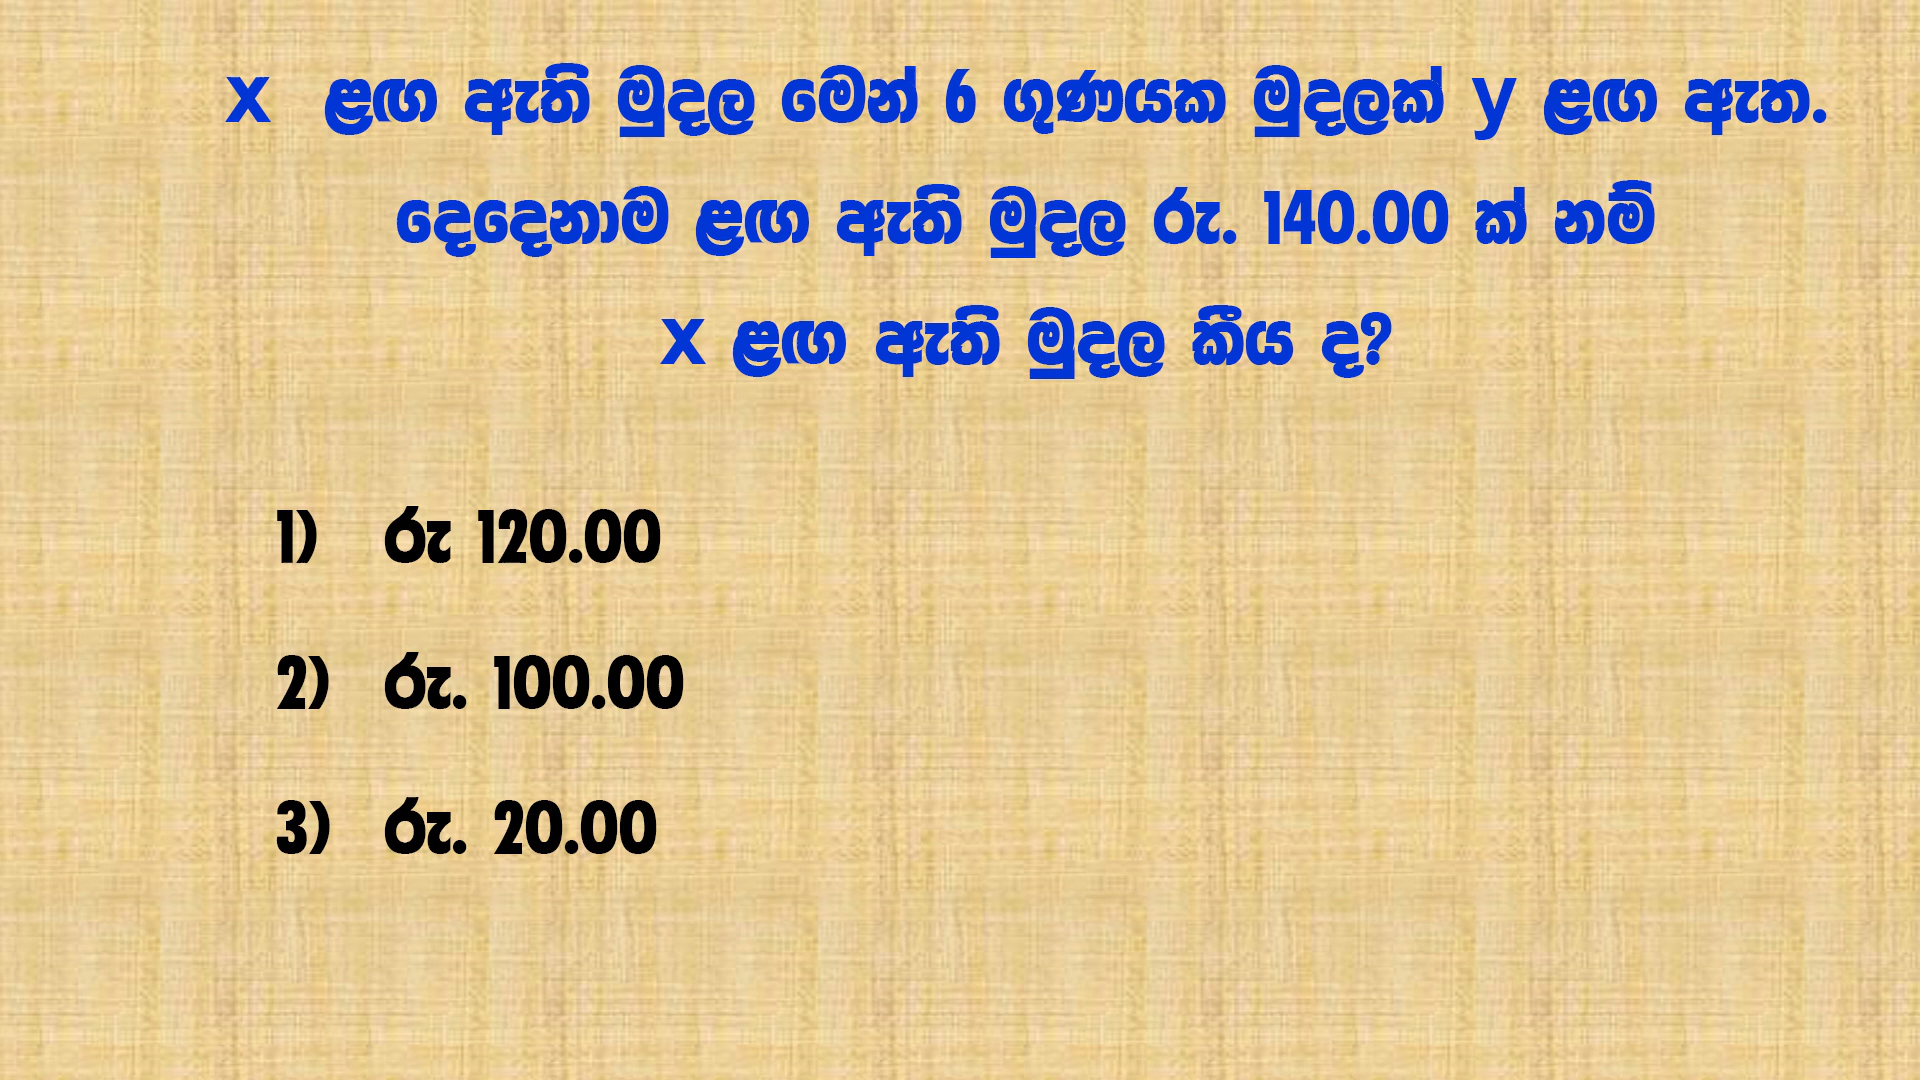 x ළඟ ඇති මුදල මෙන් 6 ගුණයක මුදලක් y ළඟ ඇත.
දෙදෙනාම ළඟ ඇති මුදල රු. 140.00 ක් නම්
x ළඟ ඇති මුදල කීය ද?
1) රු 120.00
2) රු. 100.00
3) රු. 20.00